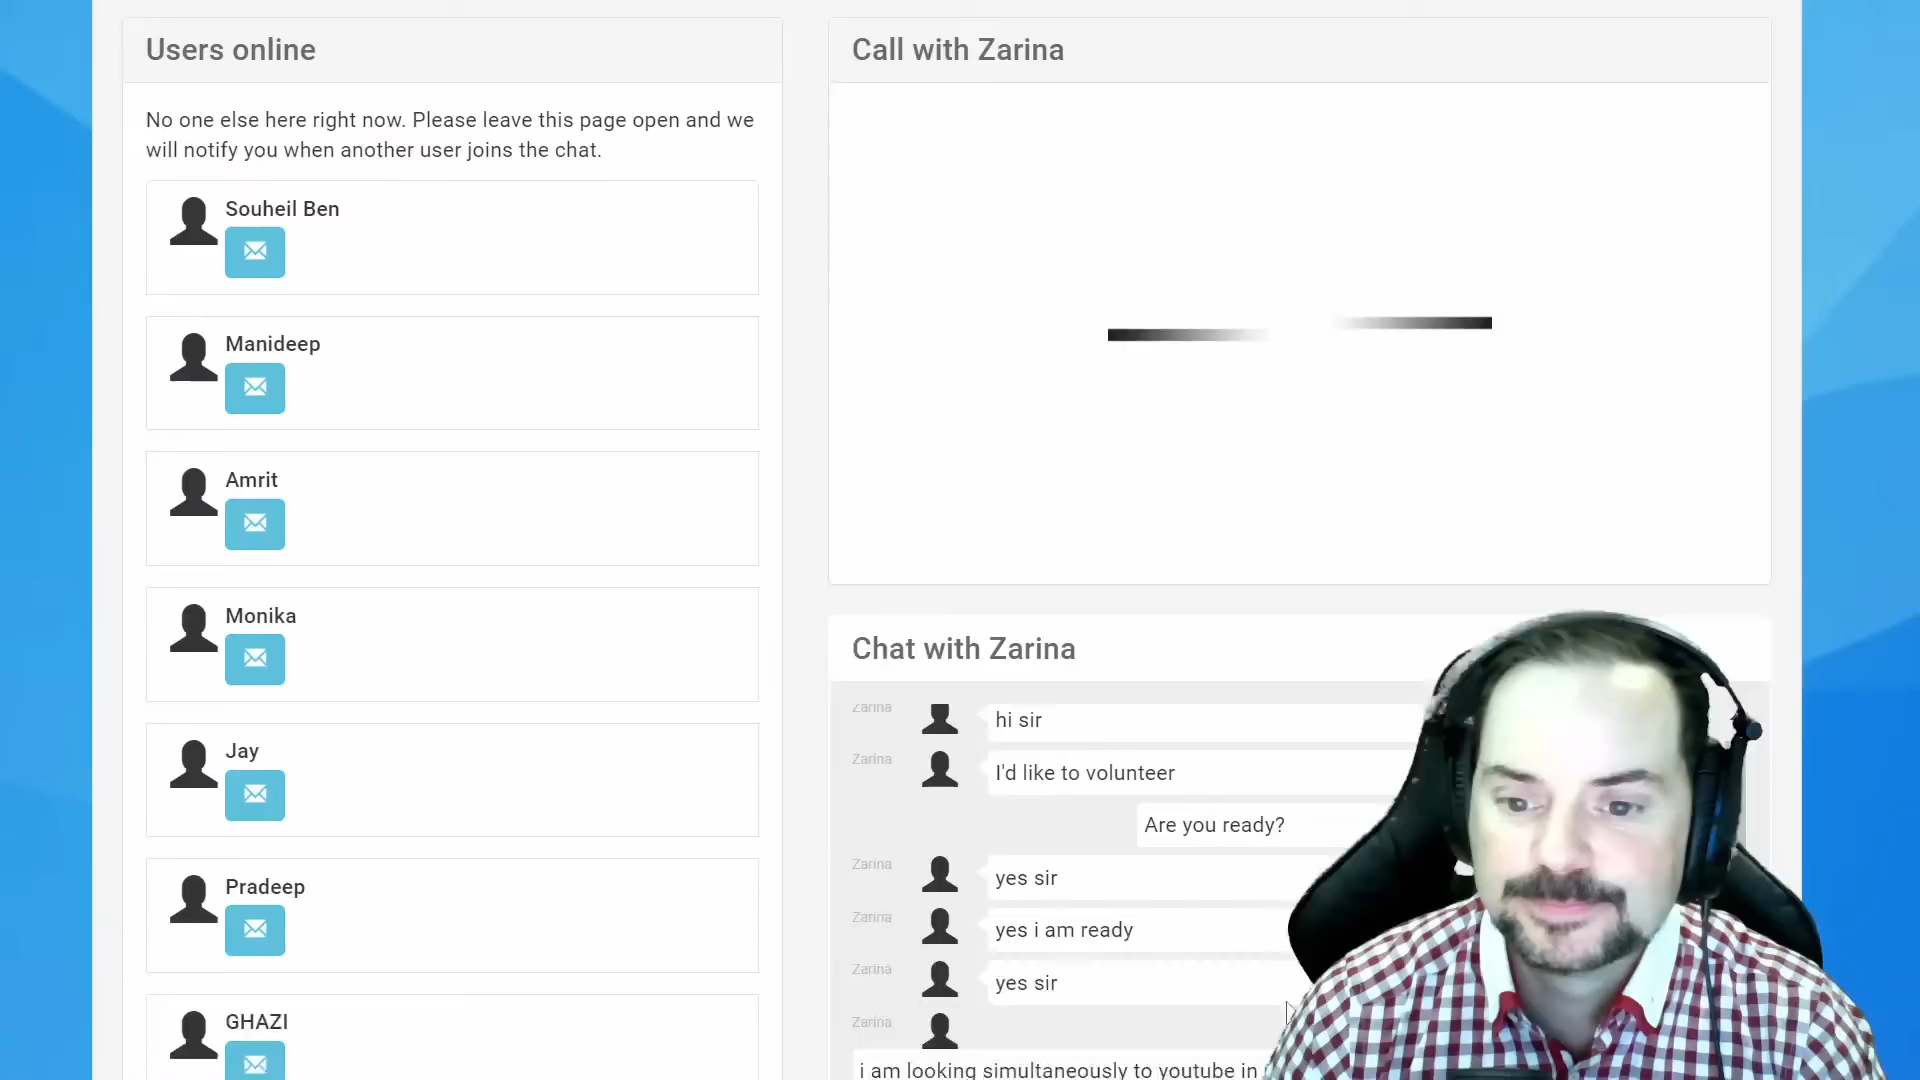 Users online
No one else here right now. Please leave this page open and we
will notify you when another user joins the chat.
Souheil Ben
Manideep
Amrit
Monika
Jay
Pradeep
GHAZI
Call with Zarina
Chat with Zarina
Zarina
hi sir
Zarina
I'd like to volunteer
Are you ready?
Zarina
yes sir
Zarina
yes i am ready
Zarina
yes sir
Zarina
i am looking simultaneously to youtube in